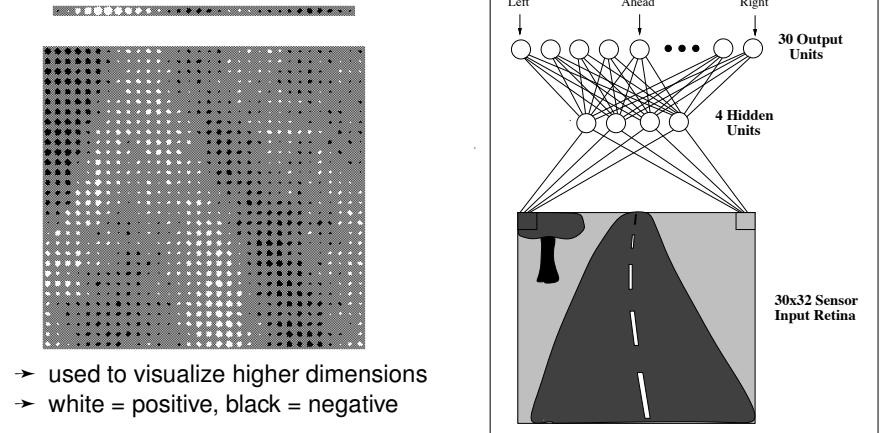 ➛ used to visualize higher dimensions
➛ white = positive, black = negative
Left
Ahead
Right
30 Output
Units
4 Hidden
Units
30x32 Sensor
Input Retina